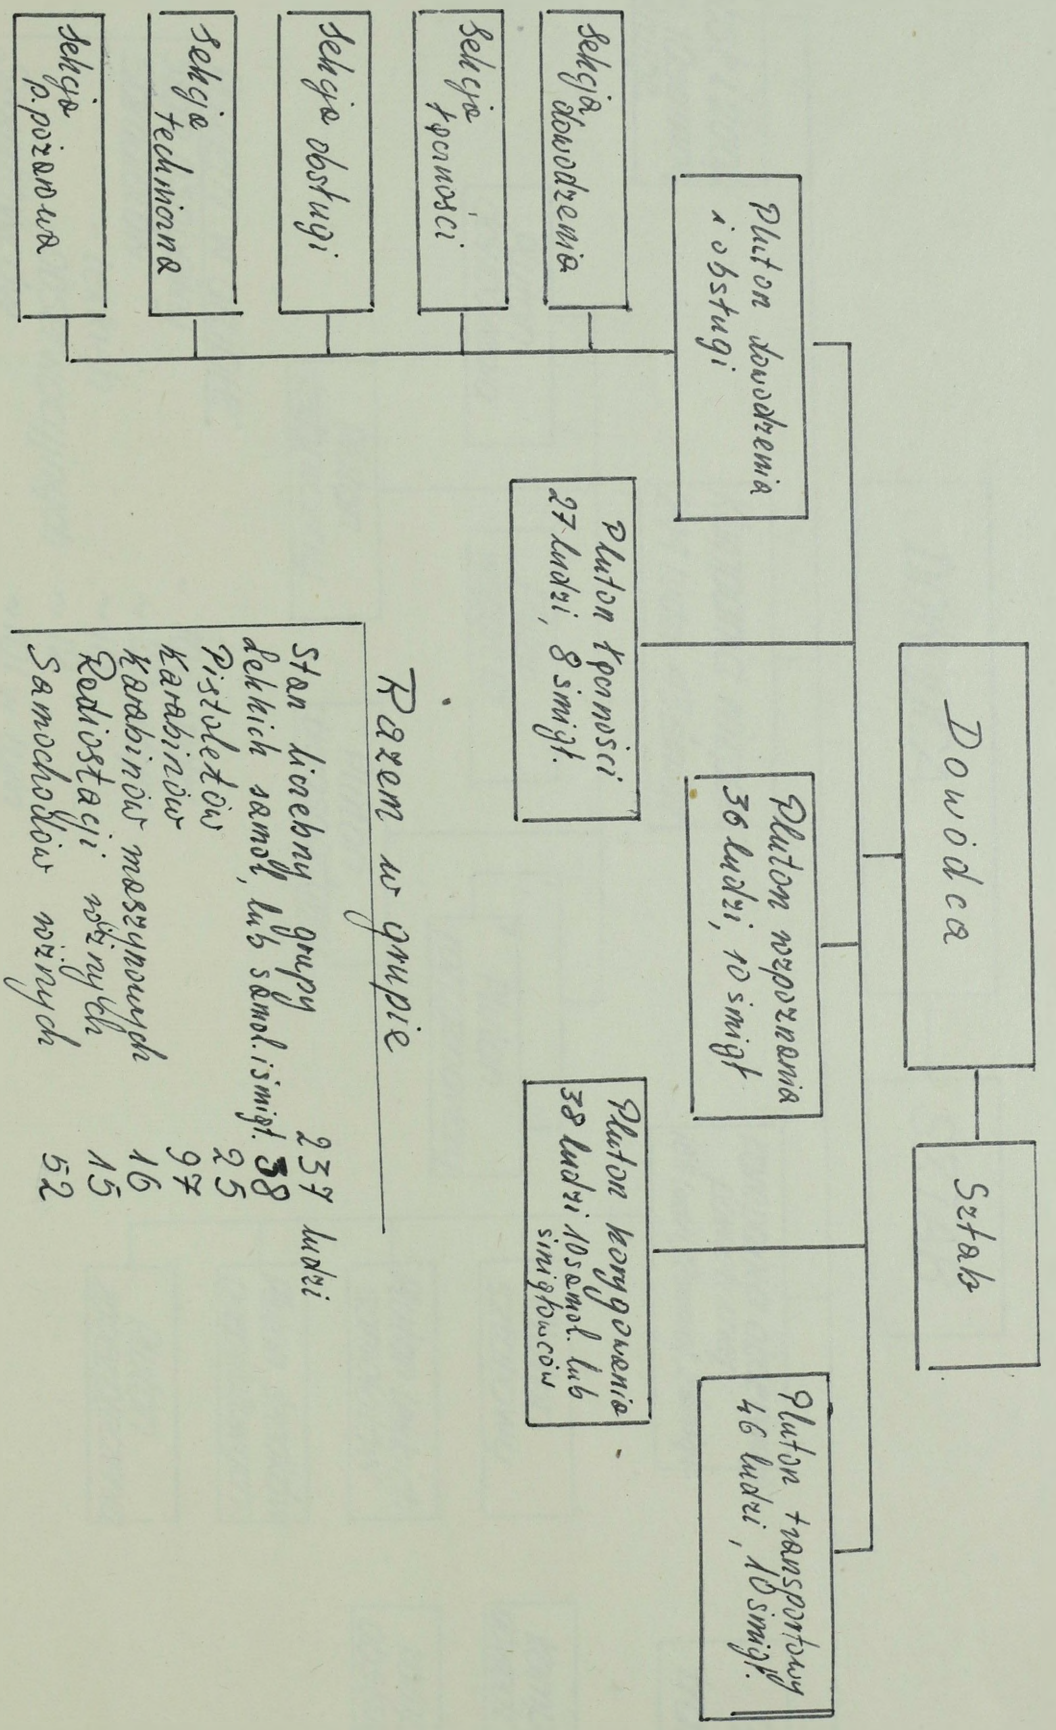 Dowódca
Sztab
Pluton dowodzenia
i obsługi
Pluton łączności
27 ludzi, 8 śmigł.
Pluton rozpoznania
36 ludzi, 10 śmigł
Pluton korygowania
38 ludzi 10 samol. lub
śmigłowców
Pluton transportowy
46 ludzi, 10 śmigł.
Sekcja
dowodzenia
Sekcja
łączności
Sekcja obsługi
Sekcja
techniczna
Sekcja
p.pożarowa
Razem w grupie
Stan liczebny grupy 237 ludzi
Lekkich samol, lub samol. i śmigł. 38
Pistoletów 25
Karabinów 97
Karabinów maszynowych 16
Radiostacji różnych 15
Samochodów różnych 52